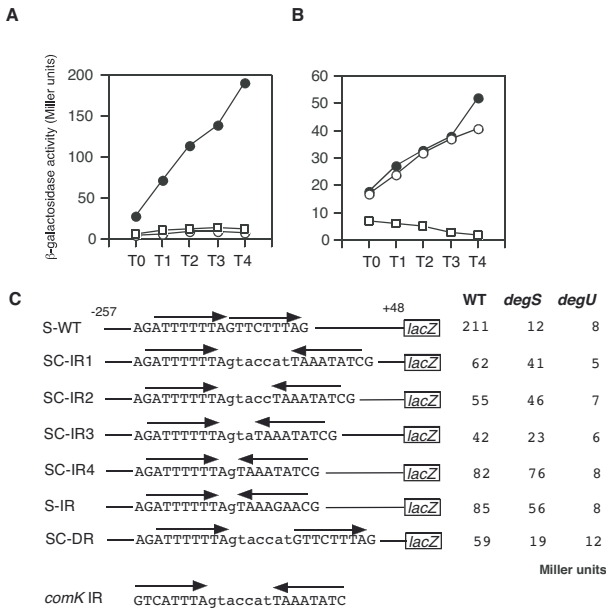 A
B
β-galactosidase activity (Miller units)
200
150
100
50
0
T0 T1 T2 T3 T4
60
50
40
30
20
10
0
T0 T1 T2 T3 T4
C
-257 +48 WT degS degU
S-WT AGATTTTTTAGTTCTTTAG lacZ 211 12 8
SC-IR1 AGATTTTTTAgtaccatTAAATATCG lacZ 62 41 5
SC-IR2 AGATTTTTTAgtaccTAAATATCG lacZ 55 46 7
SC-IR3 AGATTTTTTAgtaTAAATATCG lacZ 42 23 6
SC-IR4 AGATTTTTTAgTAAATATCG lacZ 82 76 8
S-IR AGATTTTTTAgTAAAGAACG lacZ 85 56 8
SC-DR AGATTTTTTAgtaccatGTTCTTTAG lacZ 59 19 12
Miller units
comK IR GTCATTTAgtaccatTAAATATC